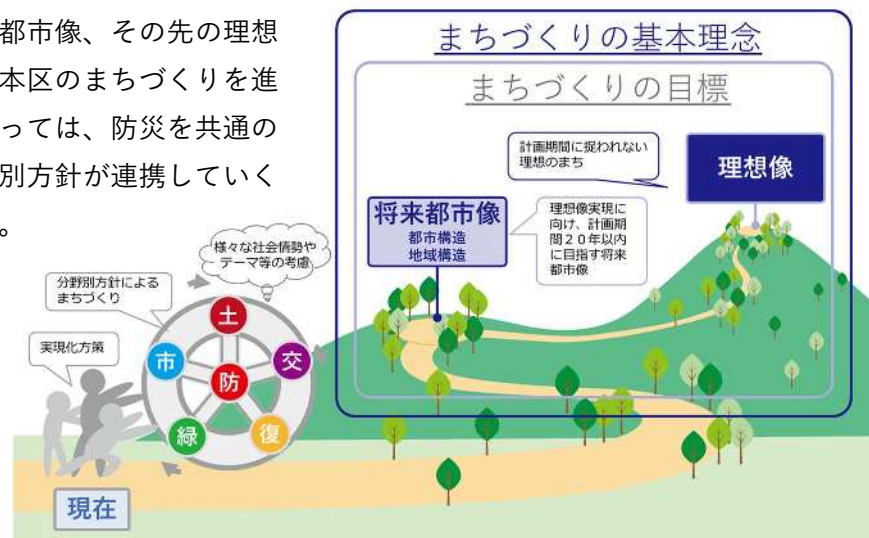 都市像、その先の理想
本区のまちづくりを進
っては、防災を共通の
別方針が連携していく
。
まちづくりの基本理念
まちづくりの目標
計画期間に捉われない
理想のまち
理想像
将来都市像
都市構造
地域構造
理想像実現に
向け、計画期
間２０年以内
に目指す将来
都市像
様々な社会情勢や
テーマ等の考慮
分野別方針による
まちづくり
実現化方策
土
市
防
交
緑
復
現在